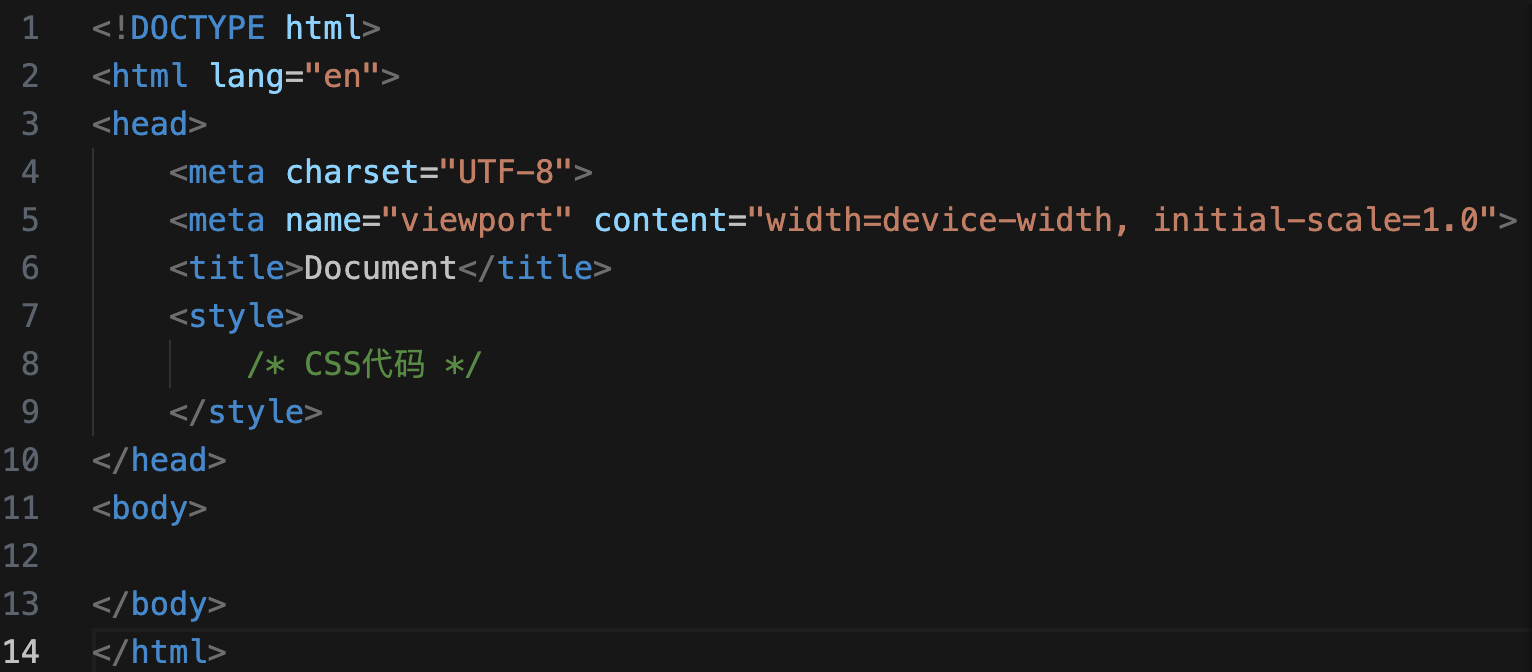 1 <!DOCTYPE html>
2 <html lang="en">
3 <head>
4     <meta charset="UTF-8">
5     <meta name="viewport" content="width=device-width, initial-scale=1.0">
6     <title>Document</title>
7     <style>
8         /* CSS代码 */
9     </style>
10 </head>
11 <body>
12
13 </body>
14 </html>